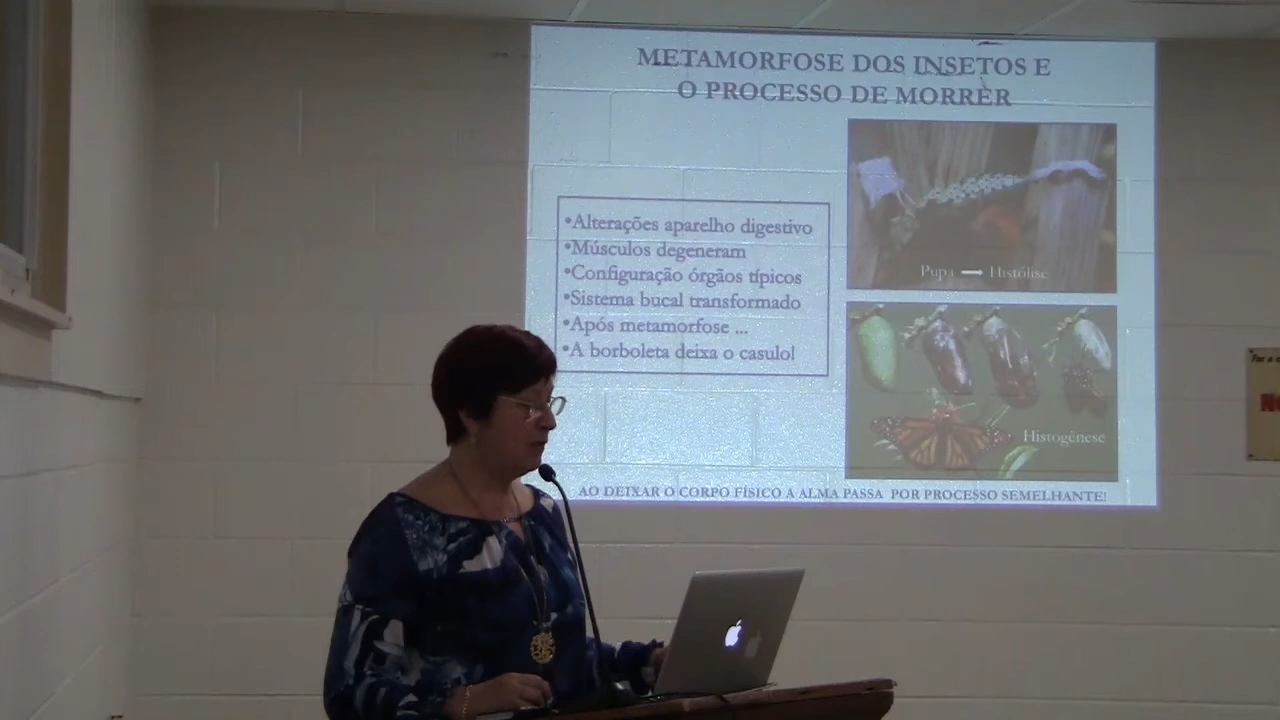 METAMORFOSE DOS INSETOS E
O PROCESSO DE MORRER
•Alterações aparelho digestivo
•Músculos degeneram
•Configuração órgãos típicos
•Sistema bucal transformado
•Após metamorfose ...
•A borboleta deixa o casulo!
Pupa Histólise
Histogênese
AO DEIXAR O CORPO FÍSICO A ALMA PASSA POR PROCESSO SEMELHANTE!